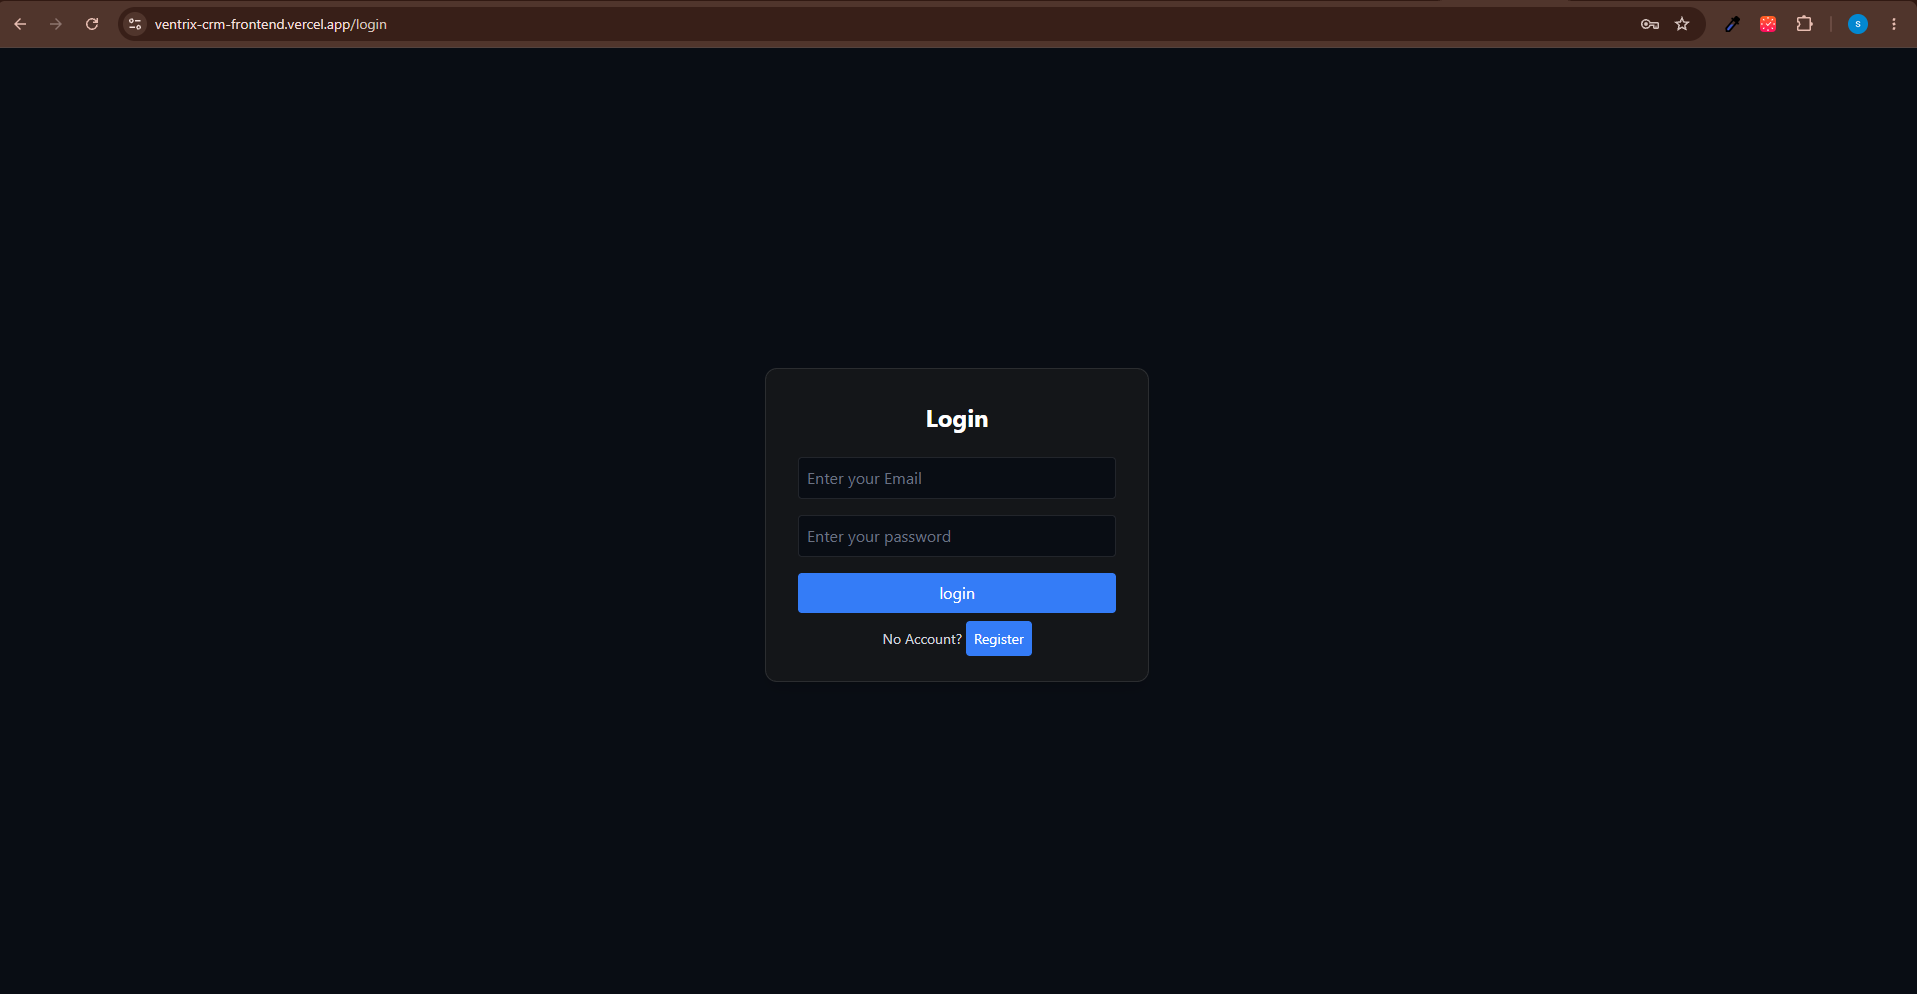 ventrix-crm-frontend.vercel.app/login
s
Login
Enter your Email
Enter your password
login
No Account? Register